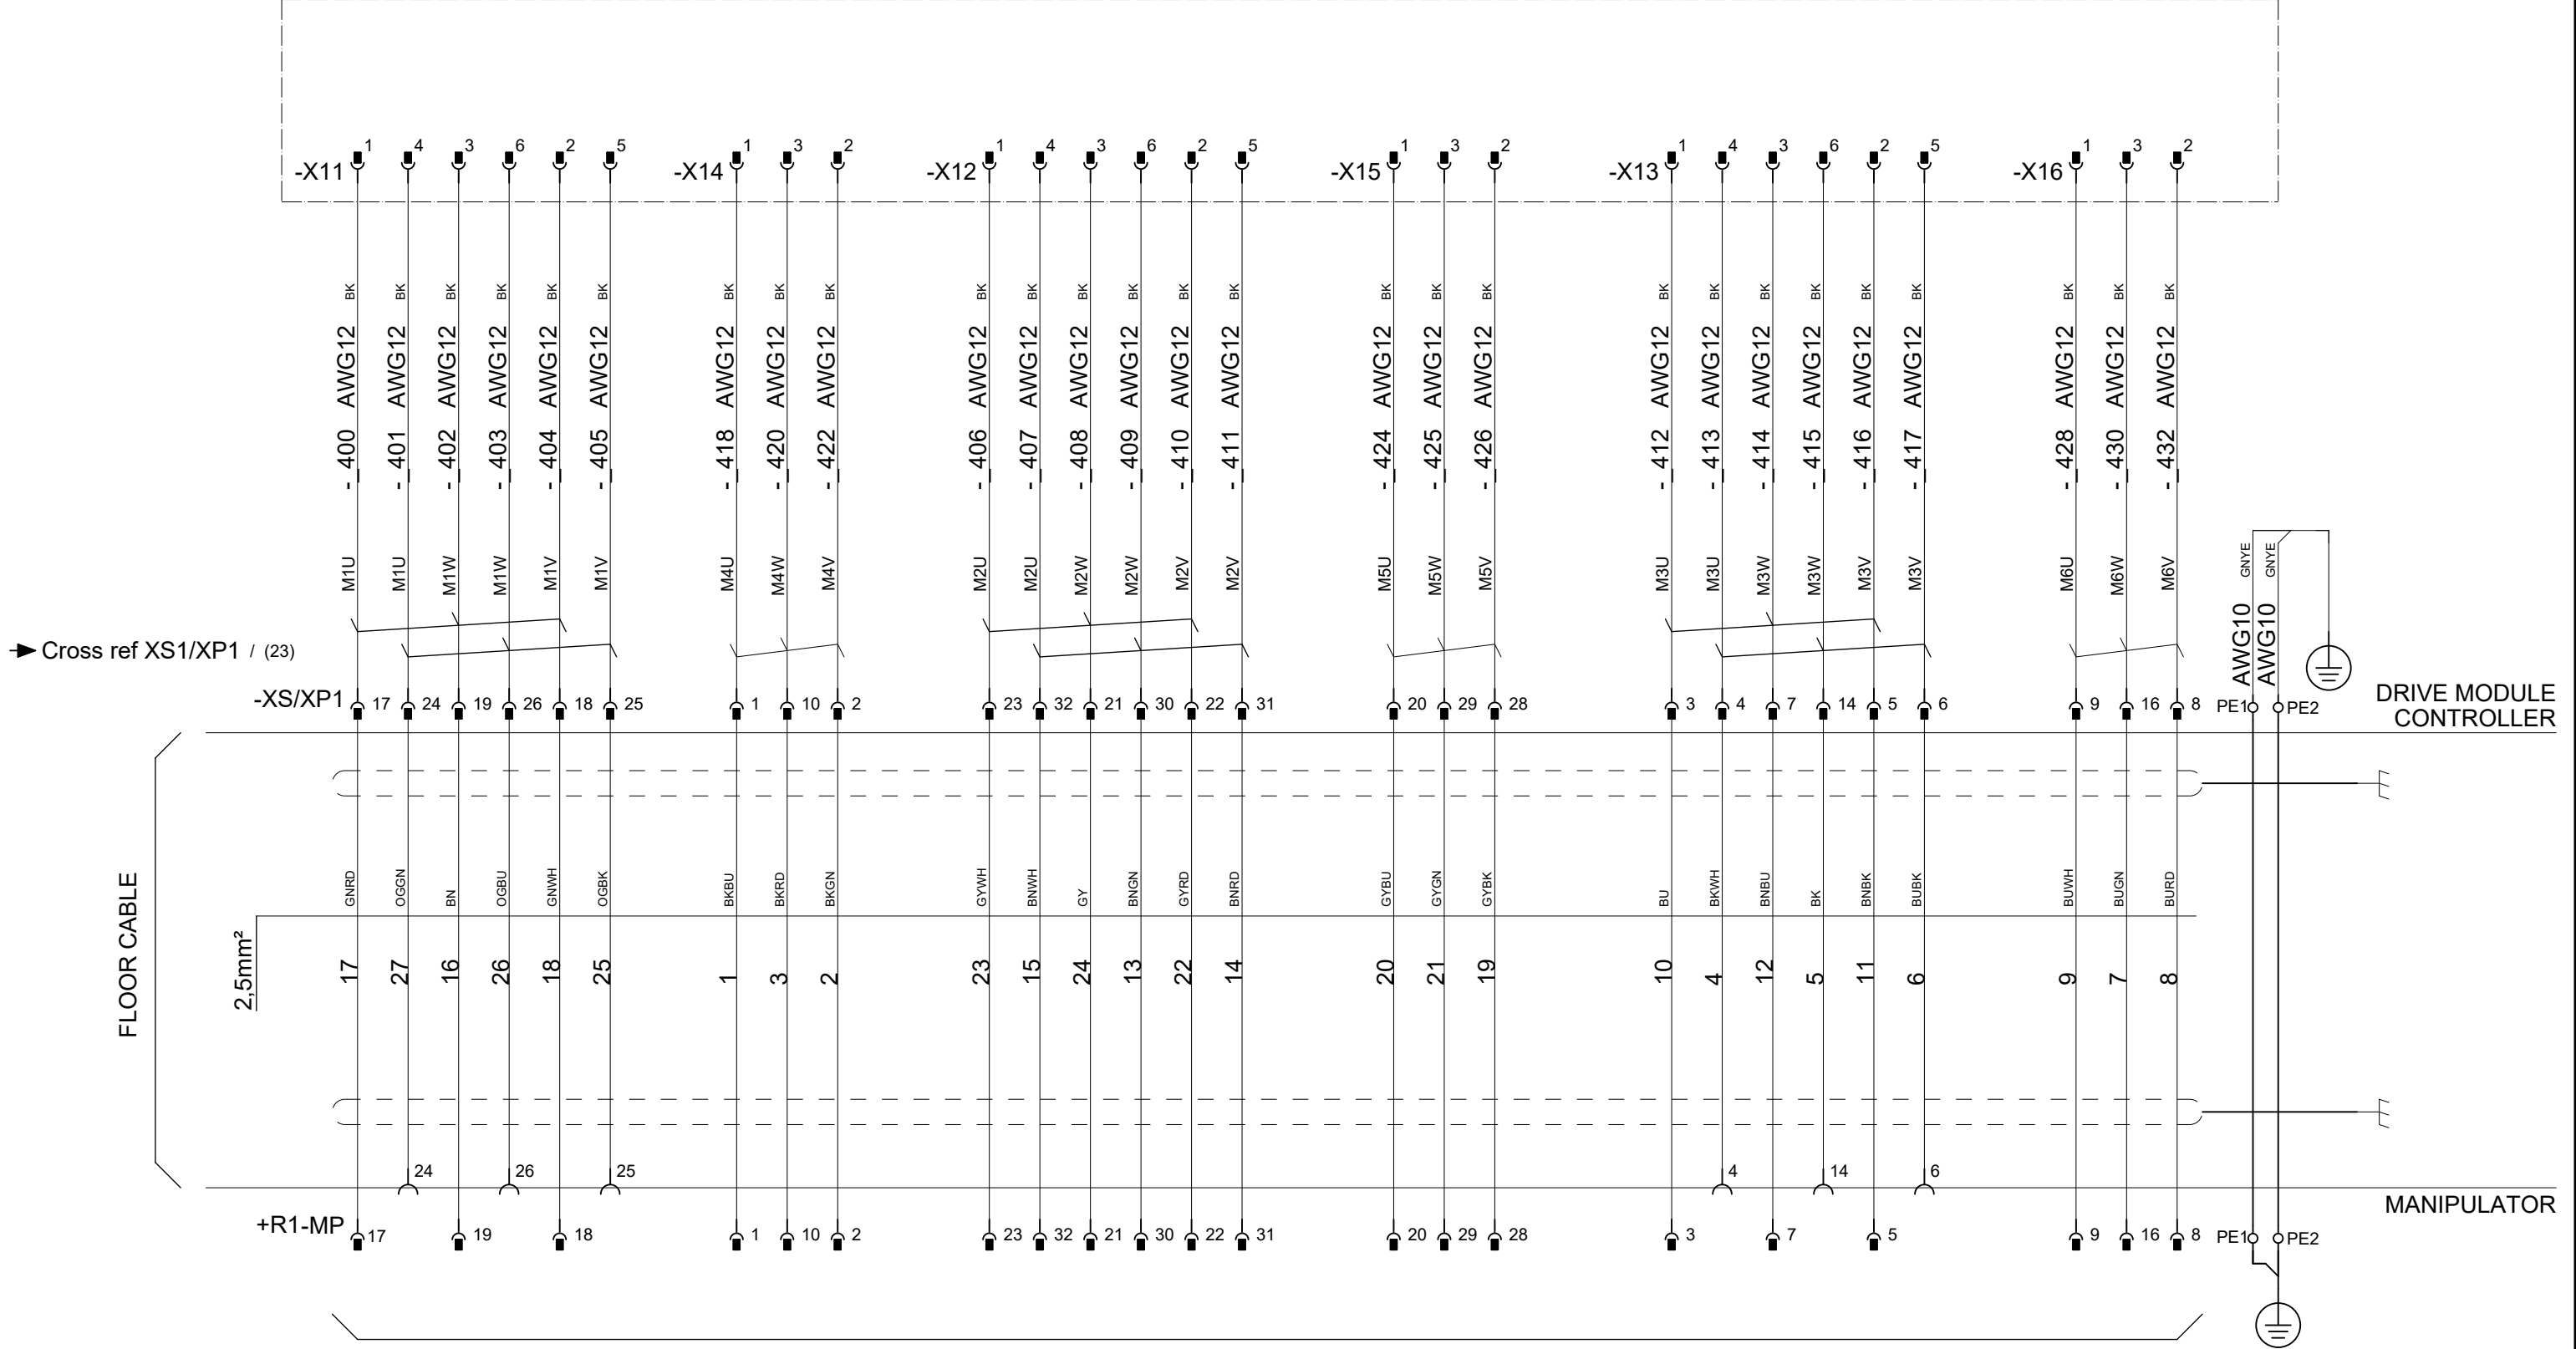 1 4 3 6 2 5 1 3 2 1 4 3 6 2 5 1 3 2 1 4 3 6 2 5 1 3 2
-X11 -X14 -X12 -X15 -X13 -X16
BK BK BK BK BK BK BK BK BK BK BK BK BK BK BK BK BK BK BK BK BK BK BK BK BK BK BK
AWG12 AWG12 AWG12 AWG12 AWG12 AWG12 AWG12 AWG12 AWG12 AWG12 AWG12 AWG12 AWG12 AWG12 AWG12 AWG12 AWG12 AWG12 AWG12 AWG12 AWG12 AWG12 AWG12 AWG12 AWG12 AWG12 AWG12
- 400 - 401 - 402 - 403 - 404 - 405 - 418 - 420 - 422 - 406 - 407 - 408 - 409 - 410 - 411 - 424 - 425 - 426 - 412 - 413 - 414 - 415 - 416 - 417 - 428 - 430 - 432
M1U M1U M1W M1W M1V M1V M4U M4W M4V M2U M2U M2W M2W M2V M2V M5U M5W M5V M3U M3U M3W M3W M3V M3V M6U M6W M6V GNYE GNYE
AWG10 AWG10
Cross ref XS1/XP1 / (23)
-XS/XP1 17 24 19 26 18 25 1 10 2 23 32 21 30 22 31 20 29 28 3 4 7 14 5 6 9 16 8 PE1 PE2
DRIVE MODULE
CONTROLLER
FLOOR CABLE
GNRD OGGN BN OGBU GNWH OGBK BKBU BKRD BKGN GYWH BNWH GY BNGN GYRD BNRD GYBU GYGN GYBK BU BKWH BNBU BK BNBK BUBK BUWH BUGN BURD
2,5mm²
17 27 16 26 18 25 1 3 2 23 15 24 13 22 14 20 21 19 10 4 12 5 11 6 9 7 8
24 26 25 4 14 6
MANIPULATOR
+R1-MP 17 19 18 1 10 2 23 32 21 30 22 31 20 29 28 3 7 5 9 16 8 PE1 PE2